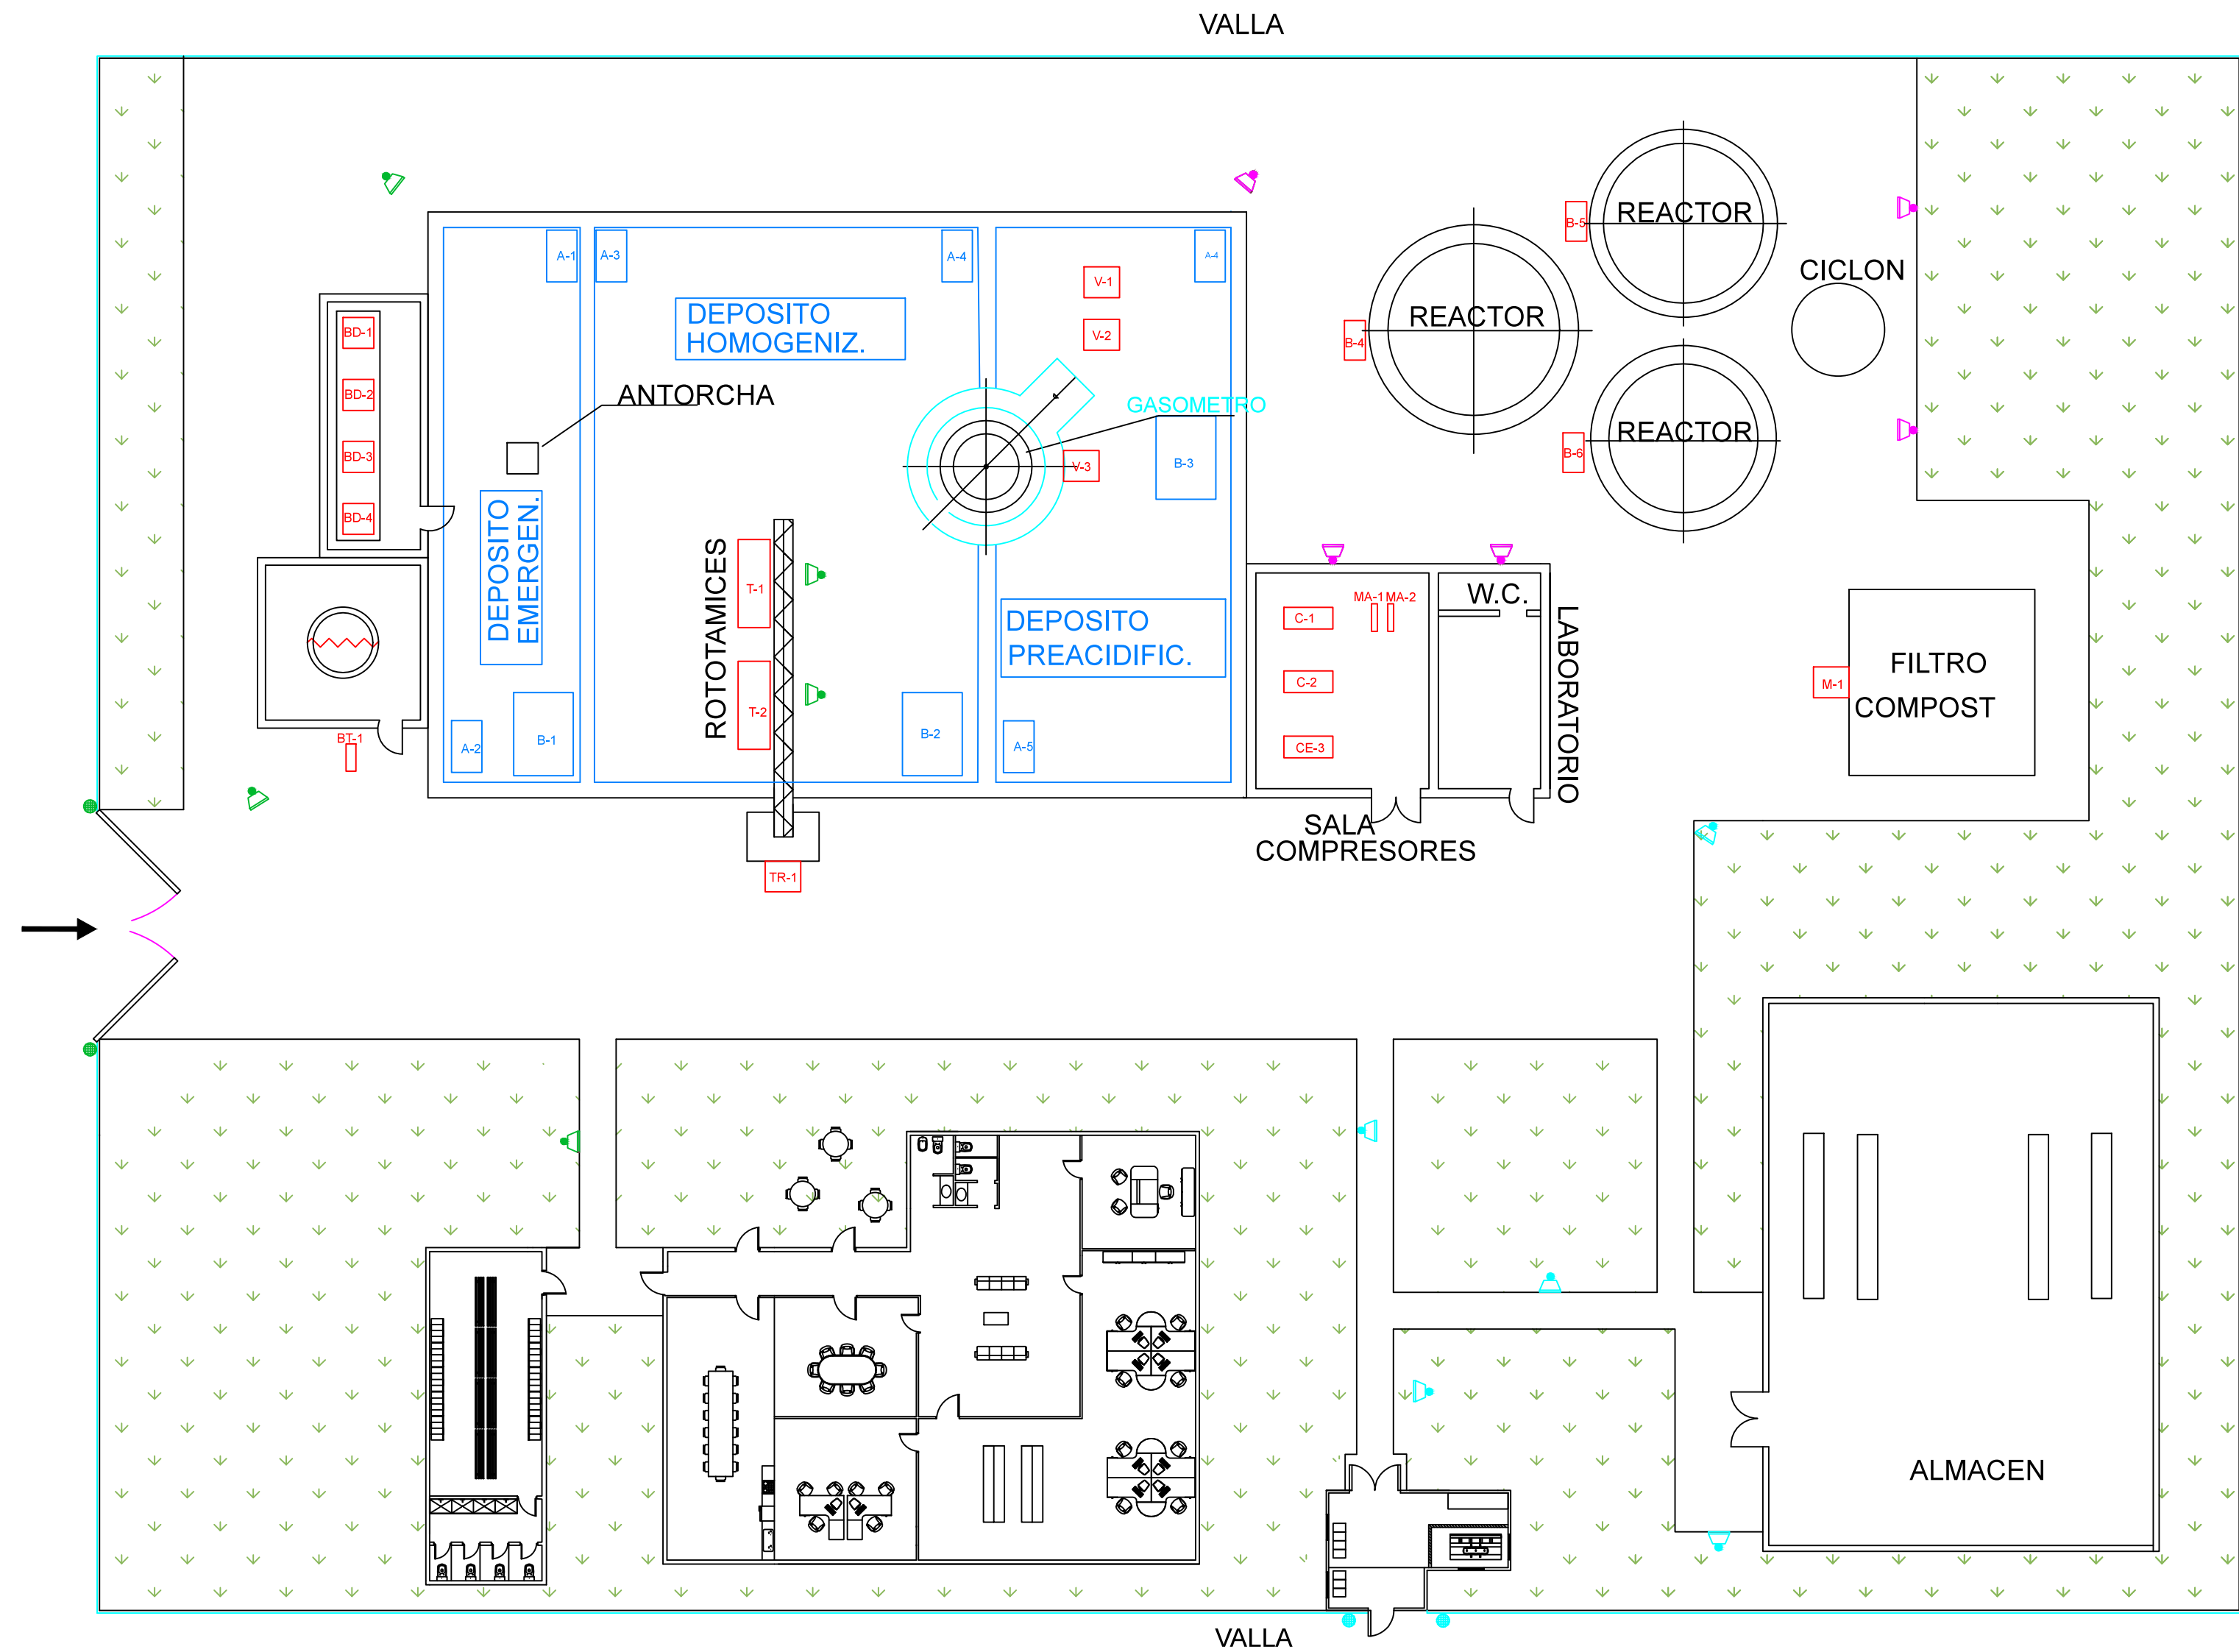 VALLA
REACTOR
B-5
A-1
A-3
A-4
A-4
CICLON
V-1
DEPOSITO
HOMOGENIZ.
REACTOR
BD-1
V-2
B-4
BD-2
ANTORCHA
GASOMETRO
REACTOR
BD-3
V-3
B-3
B-6
BD-4
DEPOSITO
EMERGEN.
ROTOTAMICES
T-1
MA-1
MA-2
W.C.
C-1
DEPOSITO
PREACIDIFIC.
LABORATORIO
FILTRO
COMPOST
C-2
M-1
T-2
BT-1
A-2
B-1
B-2
A-5
CE-3
SALA
COMPRESORES
TR-1
ALMACEN
VALLA